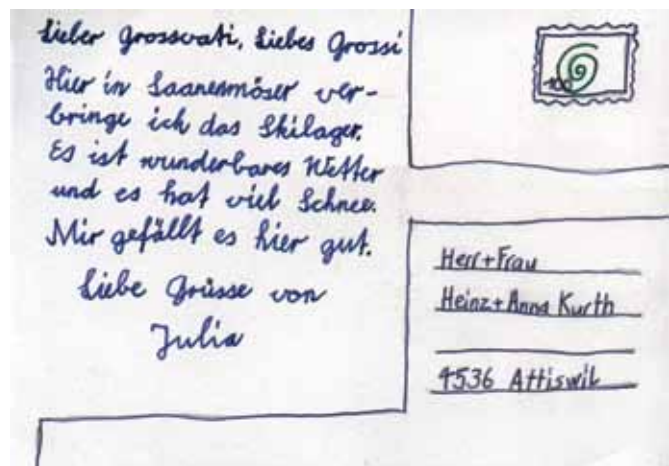 Lieber Grossvati, Liebes Grossi
Hier in Saanenmöser ver-
bringe ich das Skilager.
Es ist wunderbares Wetter
und es hat viel Schnee.
Mir gefällt es hier gut.
Liebe Grüsse von
Julia
100
Herr+Frau
Heinz+Anna Kurth
4536 Attiswil